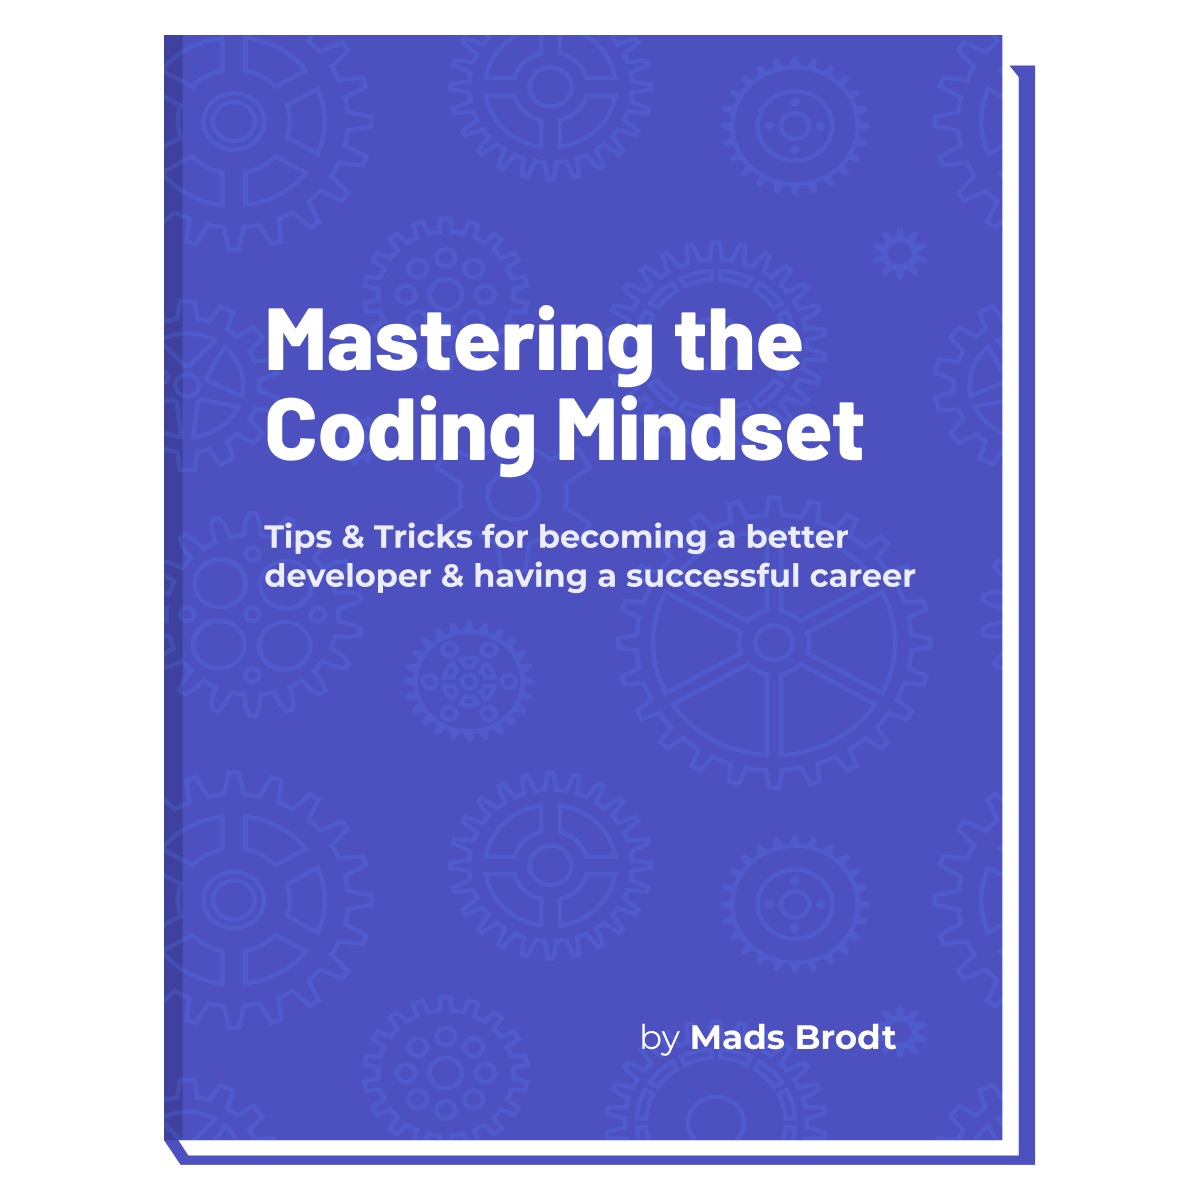 Mastering the
Coding Mindset
Tips & Tricks for becoming a better
developer & having a successful career
by Mads Brodt